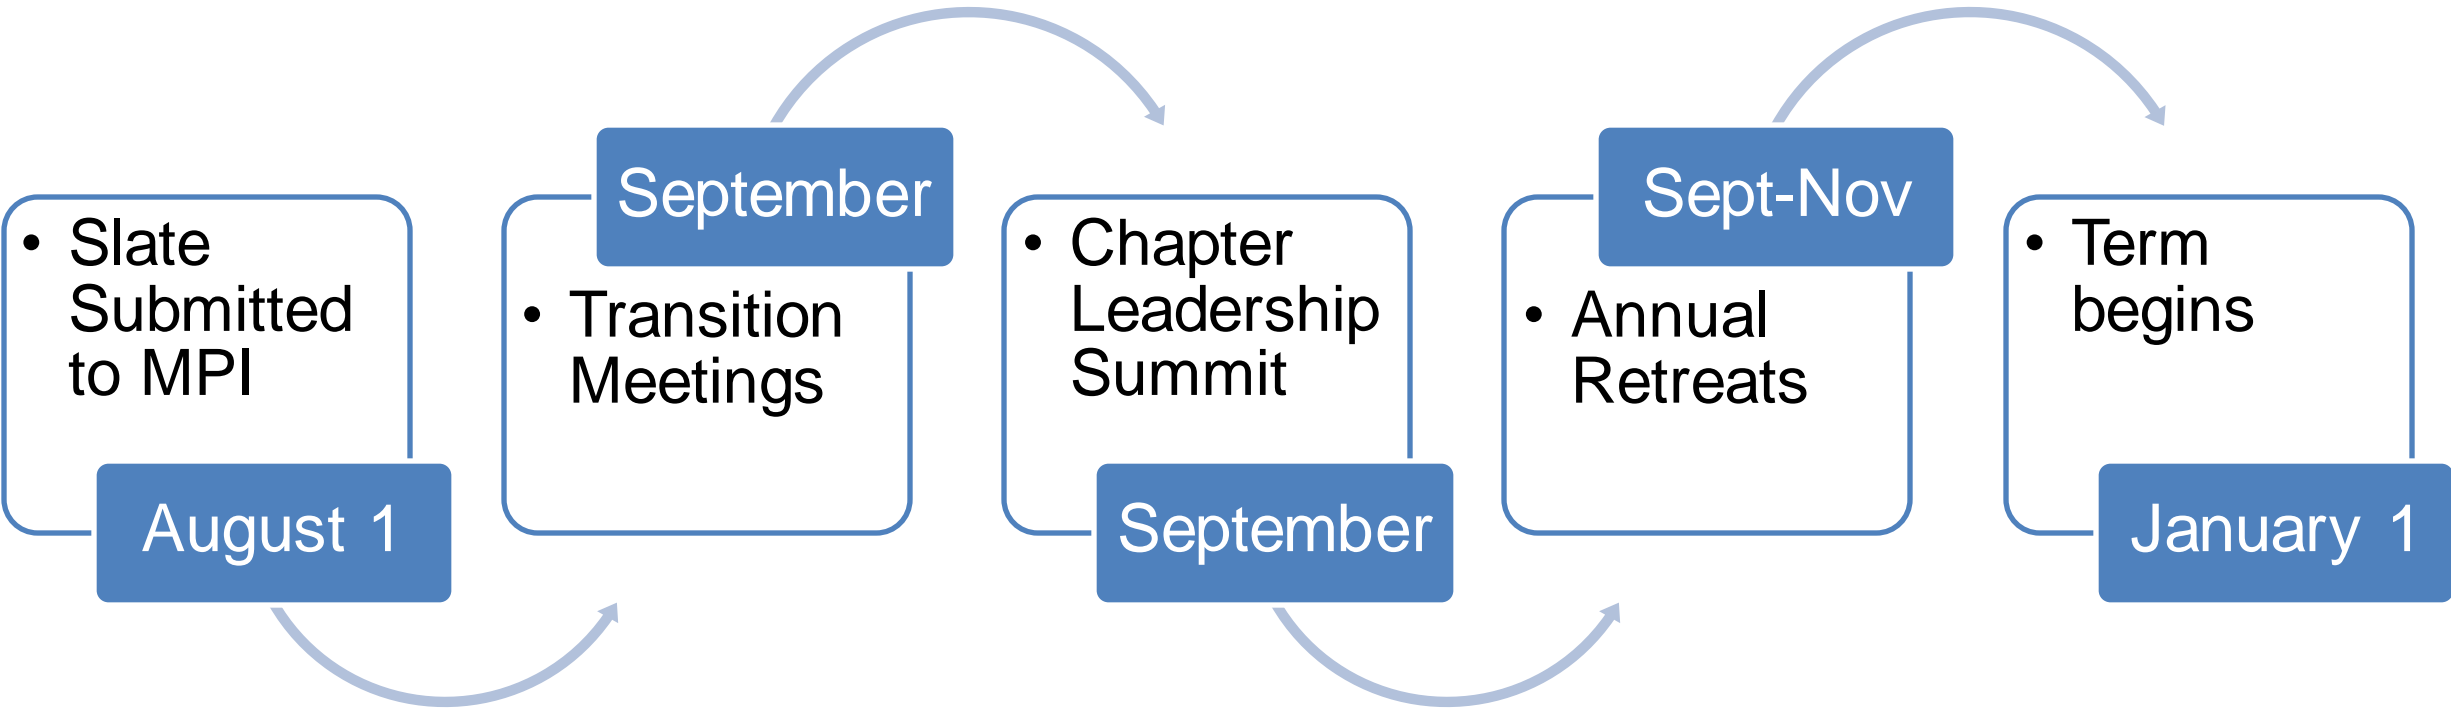 • Slate
Submitted
to MPI
August 1
September
• Transition
Meetings
• Chapter
Leadership
Summit
September
Sept-Nov
• Annual
Retreats
• Term
begins
January 1